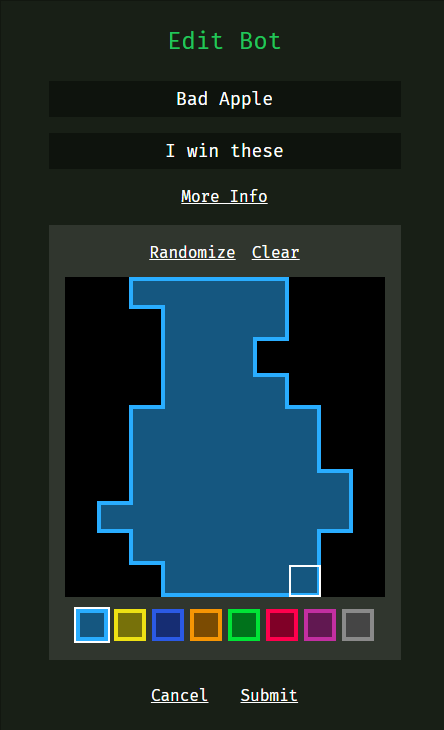 Edit Bot
Bad Apple
I win these
More Info
Randomize Clear
Cancel Submit